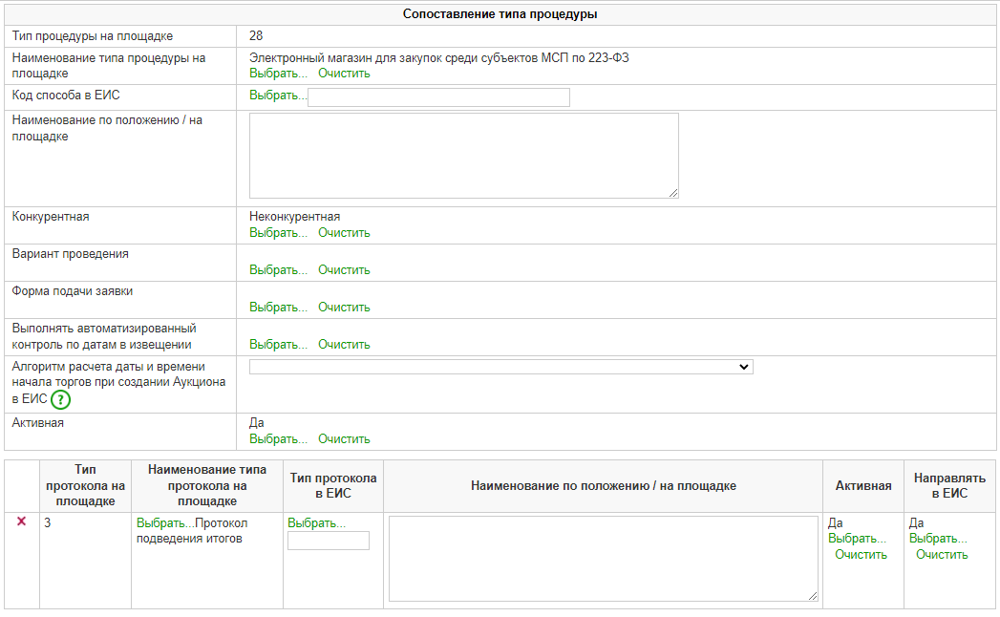 Сопоставление типа процедуры
Тип процедуры на площадке
28
Наименование типа процедуры на
площадке
Электронный магазин для закупок среди субъектов МСП по 223-ФЗ
Выбрать... Очистить
Код способа в ЕИС
Выбрать...
Наименование по положению / на
площадке
Конкурентная
Неконкурентная
Выбрать... Очистить
Вариант проведения
Выбрать... Очистить
Форма подачи заявки
Выбрать... Очистить
Выполнять автоматизированный
контроль по датам в извещении
Выбрать... Очистить
Алгоритм расчета даты и времени
начала торгов при создании Аукциона
в ЕИС ?
Активная
Да
Выбрать... Очистить
Тип
протокола на
площадке
Наименование типа
протокола на
площадке
Тип протокола
в ЕИС
Наименование по положению / на площадке
Активная
Направлять
в ЕИС
3
Выбрать...Протокол
подведения итогов
Выбрать...
Да
Выбрать...
Очистить
Да
Выбрать...
Очистить